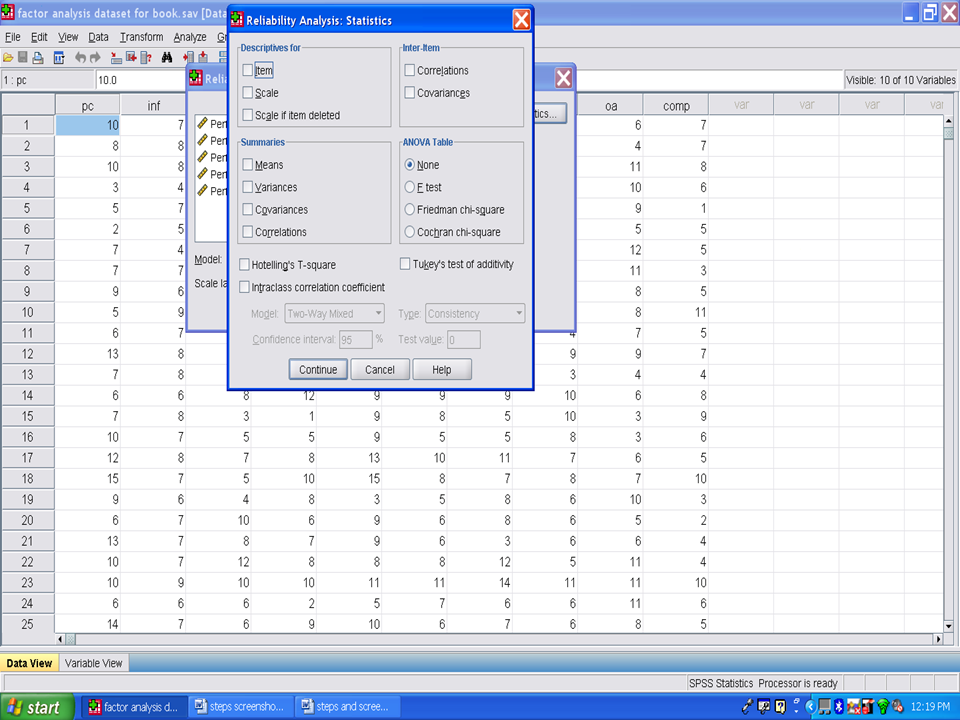 factor analysis dataset for book.sav [Data
Reliability Analysis: Statistics
File Edit View Data Transform Analyze
1 : pc 10.0
Visible: 10 of 10 Variables
Descriptives for
Item
Scale
Scale if item deleted
Inter-Item
Correlations
Covariances
Summaries
Means
Variances
Covariances
Correlations
ANOVA Table
None
F test
Friedman chi-square
Cochran chi-square
Hotelling's T-square
Tukey's test of additivity
Intraclass correlation coefficient
Model: Two-Way Mixed Type: Consistency
Confidence interval: 95 % Test value: 0
Continue Cancel Help
Model:
pc inf oa comp var var var
1 10 7 6 7
2 8 8 4 7
3 10 8 11 8
4 3 4 10 6
5 5 7 9 1
6 2 5 5 5
7 7 4 12 5
8 7 7 11 3
9 9 6 8 5
10 5 9 8 11
11 6 7 7 5
12 13 8 9 9 7
13 7 8 3 4 4
14 6 6 8 12 9 9 9 10 6 8
15 7 8 3 1 9 8 5 10 3 9
16 10 7 5 5 9 5 5 8 3 6
17 12 8 7 8 13 10 11 7 6 5
18 15 7 5 10 15 8 7 8 7 10
19 9 6 4 8 3 5 8 6 10 3
20 6 7 10 6 9 6 8 6 5 2
21 13 7 8 7 9 6 3 6 6 4
22 10 7 12 8 8 8 12 5 11 4
23 10 9 10 10 11 11 14 11 11 10
24 6 6 6 2 5 7 6 6 11 6
25 14 7 6 9 10 6 7 6 8 5
Data View Variable View
SPSS Statistics Processor is ready
start factor analysis d... steps screensho... steps and scree... 12:19 PM